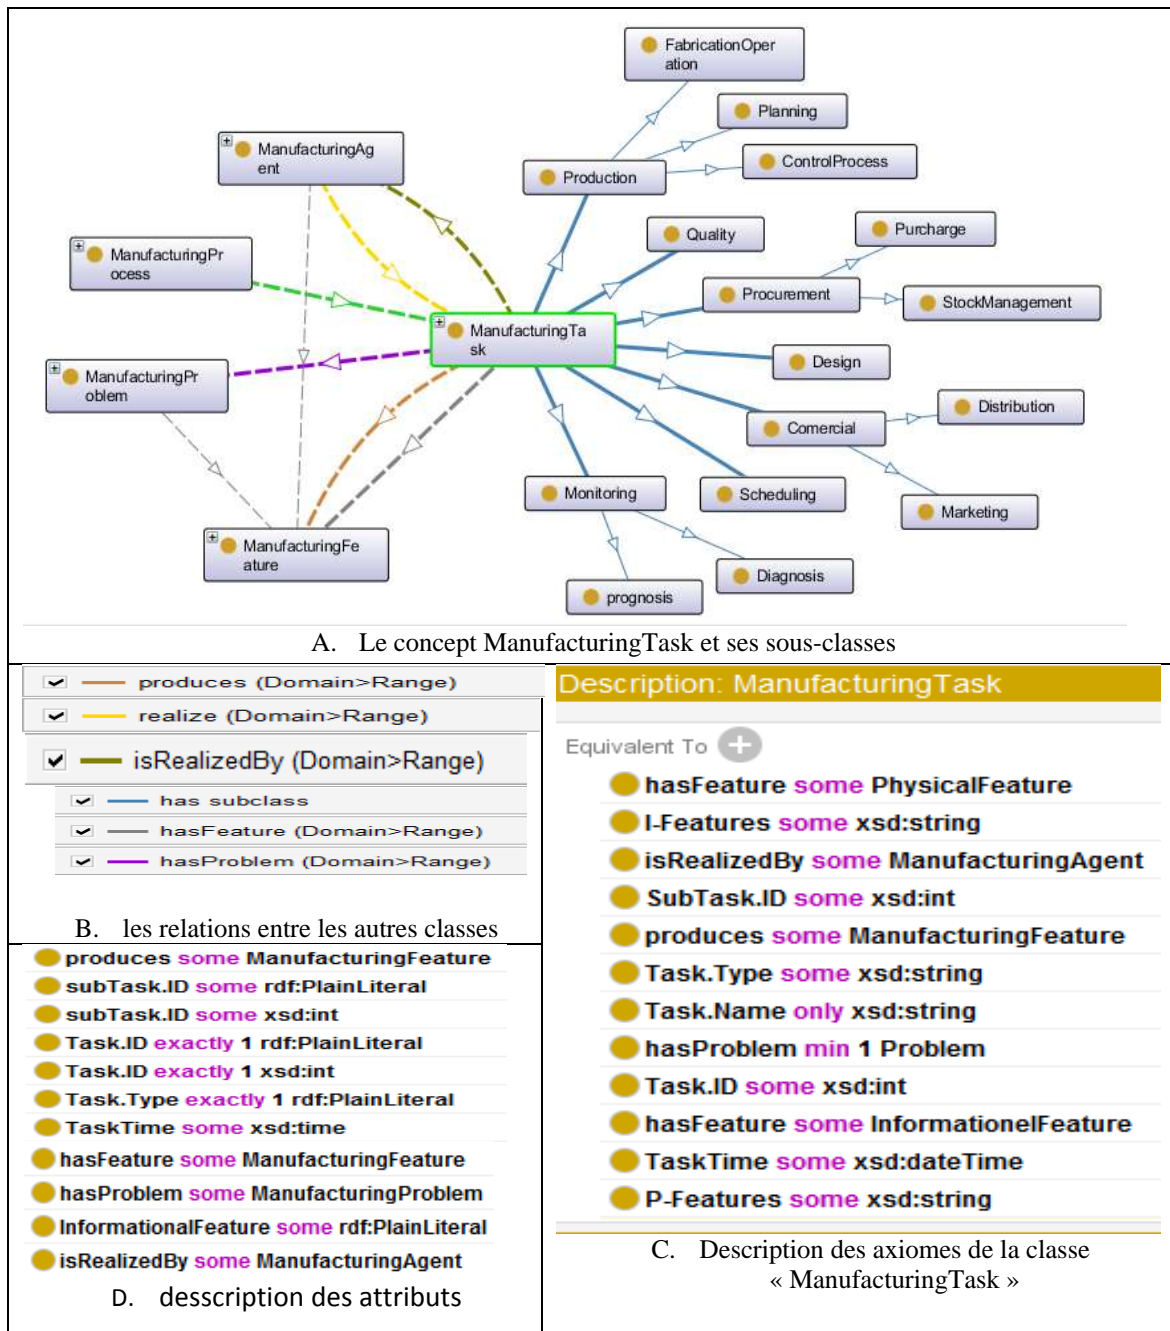 FabricationOper
ation
Planning
ManufacturingAg
ent
ControlProcess
Production
Purcharge
Quality
ManufacturingPr
ocess
Procurement
StockManagement
ManufacturingTa
sk
Design
ManufacturingPr
oblem
Distribution
Comercial
Monitoring
Scheduling
Marketing
ManufacturingFe
ature
Diagnosis
prognosis
A. Le concept ManufacturingTask et ses sous-classes
produces (Domain>Range)
realize (Domain>Range)
isRealizedBy (Domain>Range)
has subclass
hasFeature (Domain>Range)
hasProblem (Domain>Range)
B. les relations entre les autres classes
produces some ManufacturingFeature
subTask.ID some rdf:PlainLiteral
subTask.ID some xsd:int
Task.ID exactly 1 rdf:PlainLiteral
Task.ID exactly 1 xsd:int
Task.Type exactly 1 rdf:PlainLiteral
TaskTime some xsd:time
hasFeature some ManufacturingFeature
hasProblem some ManufacturingProblem
InformationalFeature some rdf:PlainLiteral
isRealizedBy some ManufacturingAgent
D. desscription des attributs
Description: ManufacturingTask
Equivalent To
hasFeature some PhysicalFeature
I-Features some xsd:string
isRealizedBy some ManufacturingAgent
SubTask.ID some xsd:int
produces some ManufacturingFeature
Task.Type some xsd:string
Task.Name only xsd:string
hasProblem min 1 Problem
Task.ID some xsd:int
hasFeature some InformationelFeature
TaskTime some xsd:dateTime
P-Features some xsd:string
C. Description des axiomes de la classe
« ManufacturingTask »